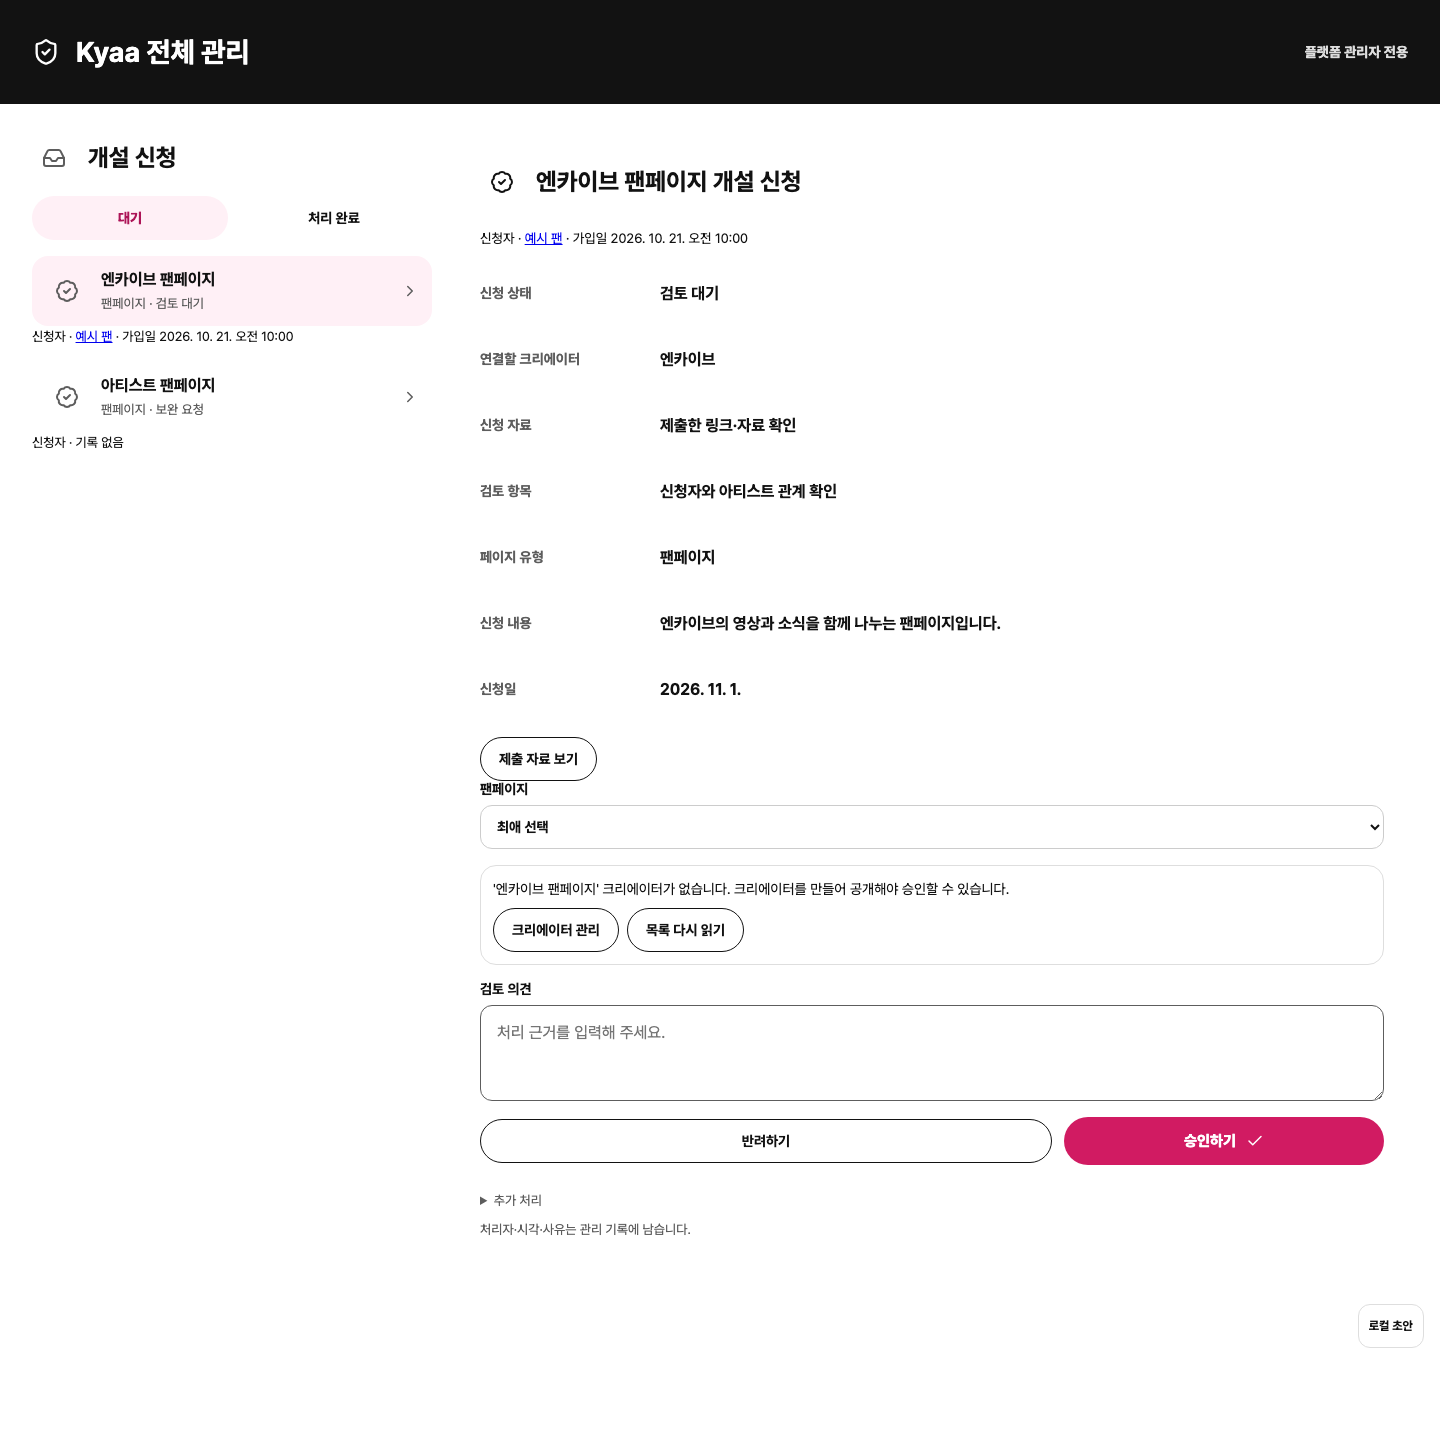 Kyaa 전체 관리
플랫폼 관리자 전용
개설 신청
대기
처리 완료
엔카이브 팬페이지
팬페이지 · 검토 대기
신청자 · 예시 팬 · 가입일 2026. 10. 21. 오전 10:00
아티스트 팬페이지
팬페이지 · 보완 요청
신청자 · 기록 없음
엔카이브 팬페이지 개설 신청
신청자 · 예시 팬 · 가입일 2026. 10. 21. 오전 10:00
신청 상태
검토 대기
연결할 크리에이터
엔카이브
신청 자료
제출한 링크·자료 확인
검토 항목
신청자와 아티스트 관계 확인
페이지 유형
팬페이지
신청 내용
엔카이브의 영상과 소식을 함께 나누는 팬페이지입니다.
신청일
2026. 11. 1.
제출 자료 보기
팬페이지
최애 선택
'엔카이브 팬페이지' 크리에이터가 없습니다. 크리에이터를 만들어 공개해야 승인할 수 있습니다.
크리에이터 관리
목록 다시 읽기
검토 의견
처리 근거를 입력해 주세요.
반려하기
승인하기
추가 처리
처리자·시각·사유는 관리 기록에 남습니다.
로컬 초안